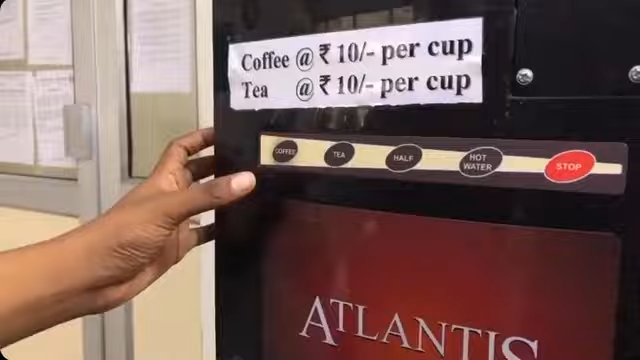 Coffee @ ₹ 10/- per cup
Tea @ ₹ 10/- per cup
COFFEE TEA HALF HOT WATER STOP
ATLANTIS